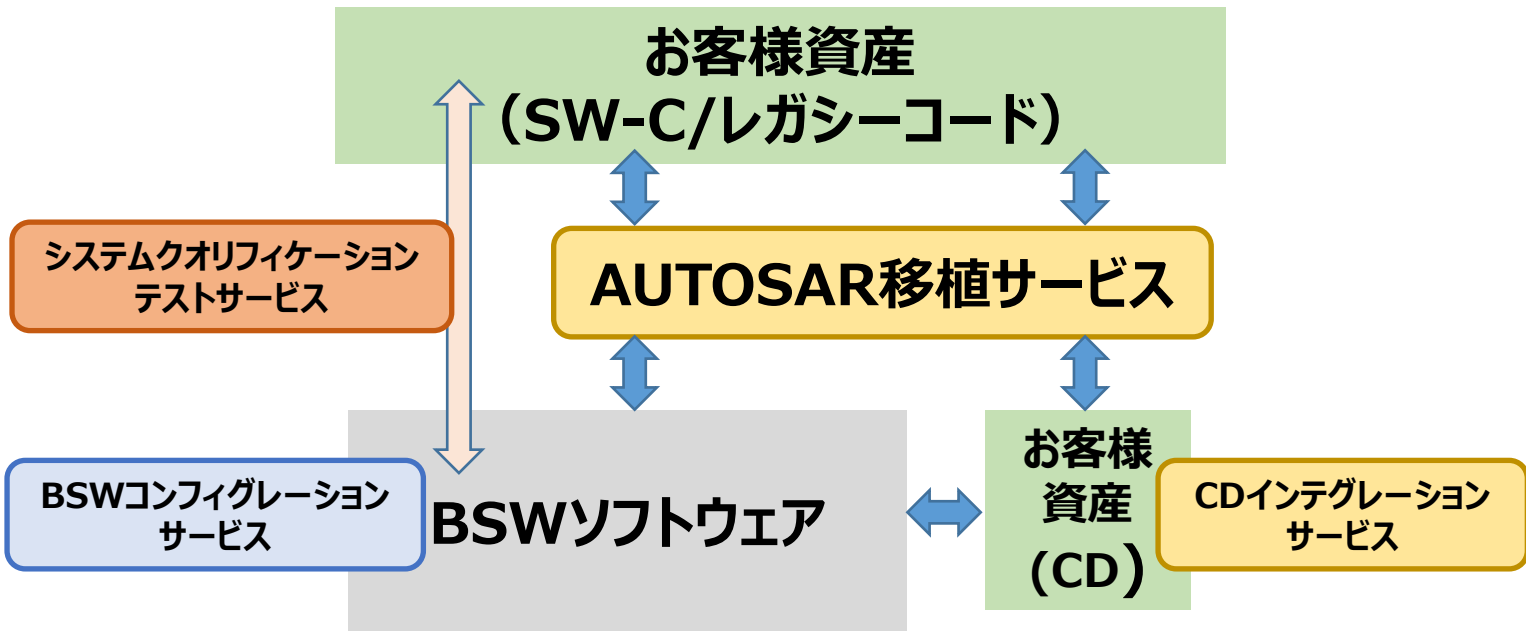 お客様資産
（SW-C/レガシーコード）
システムクオリフィケーション
テストサービス
AUTOSAR移植サービス
BSWコンフィグレーション
サービス
BSWソフトウェア
お客様
資産
(CD）
CDインテグレーション
サービス